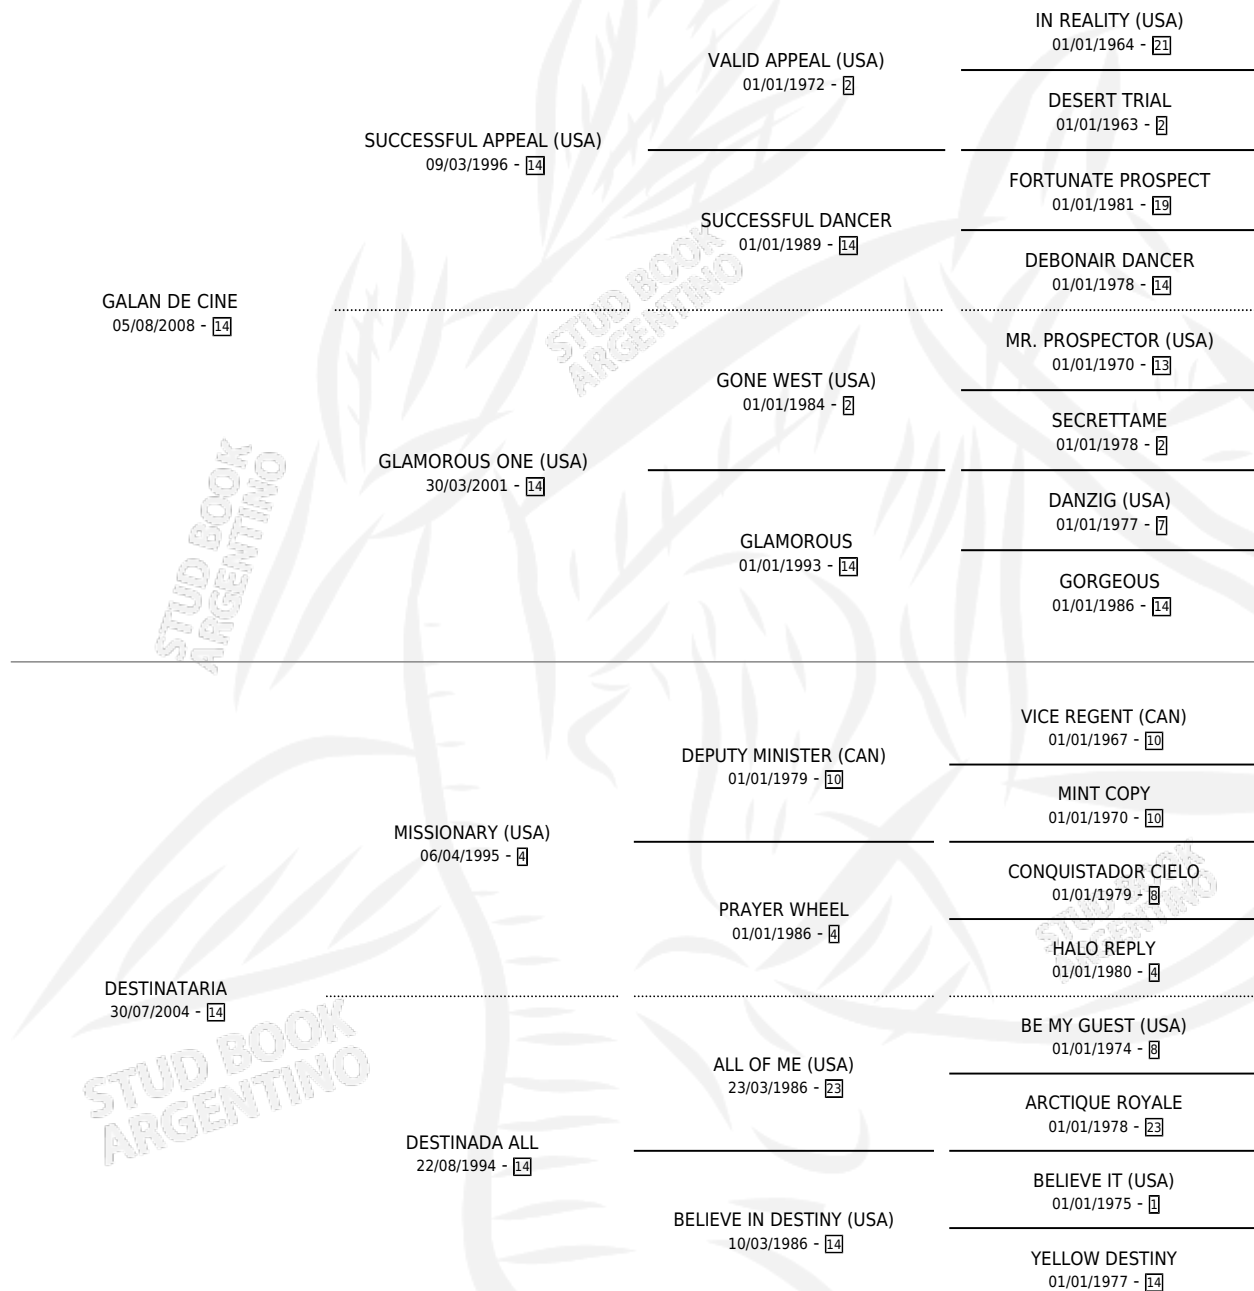 IN REALITY (USA)
01/01/1964 - 21
VALID APPEAL (USA)
01/01/1972 - 2
DESERT TRIAL
01/01/1963 - 2
SUCCESSFUL APPEAL (USA)
09/03/1996 - 14
FORTUNATE PROSPECT
01/01/1981 - 19
SUCCESSFUL DANCER
01/01/1989 - 14
DEBONAIR DANCER
01/01/1978 - 14
GALAN DE CINE
05/08/2008 - 14
STUD BOOK
ARGENTINO
MR. PROSPECTOR (USA)
01/01/1970 - 13
GONE WEST (USA)
01/01/1984 - 2
SECRETTAME
01/01/1978 - 2
GLAMOROUS ONE (USA)
30/03/2001 - 14
STUD BOOK
ARGENTINO
DANZIG (USA)
01/01/1977 - 7
GLAMOROUS
01/01/1993 - 14
GORGEOUS
01/01/1986 - 14
VICE REGENT (CAN)
01/01/1967 - 10
DEPUTY MINISTER (CAN)
01/01/1979 - 10
MINT COPY
01/01/1970 - 10
MISSIONARY (USA)
06/04/1995 - 4
CONQUISTADOR CIELO
01/01/1979 - 8
STUD BOOK
ARGENTINO
PRAYER WHEEL
01/01/1986 - 4
HALO REPLY
01/01/1980 - 4
DESTINATARIA
30/07/2004 - 14
STUD BOOK
ARGENTINO
BE MY GUEST (USA)
01/01/1974 - 8
ALL OF ME (USA)
23/03/1986 - 23
ARCTIQUE ROYALE
01/01/1978 - 23
DESTINADA ALL
22/08/1994 - 14
BELIEVE IT (USA)
01/01/1975 - 1
BELIEVE IN DESTINY (USA)
10/03/1986 - 14
YELLOW DESTINY
01/01/1977 - 14